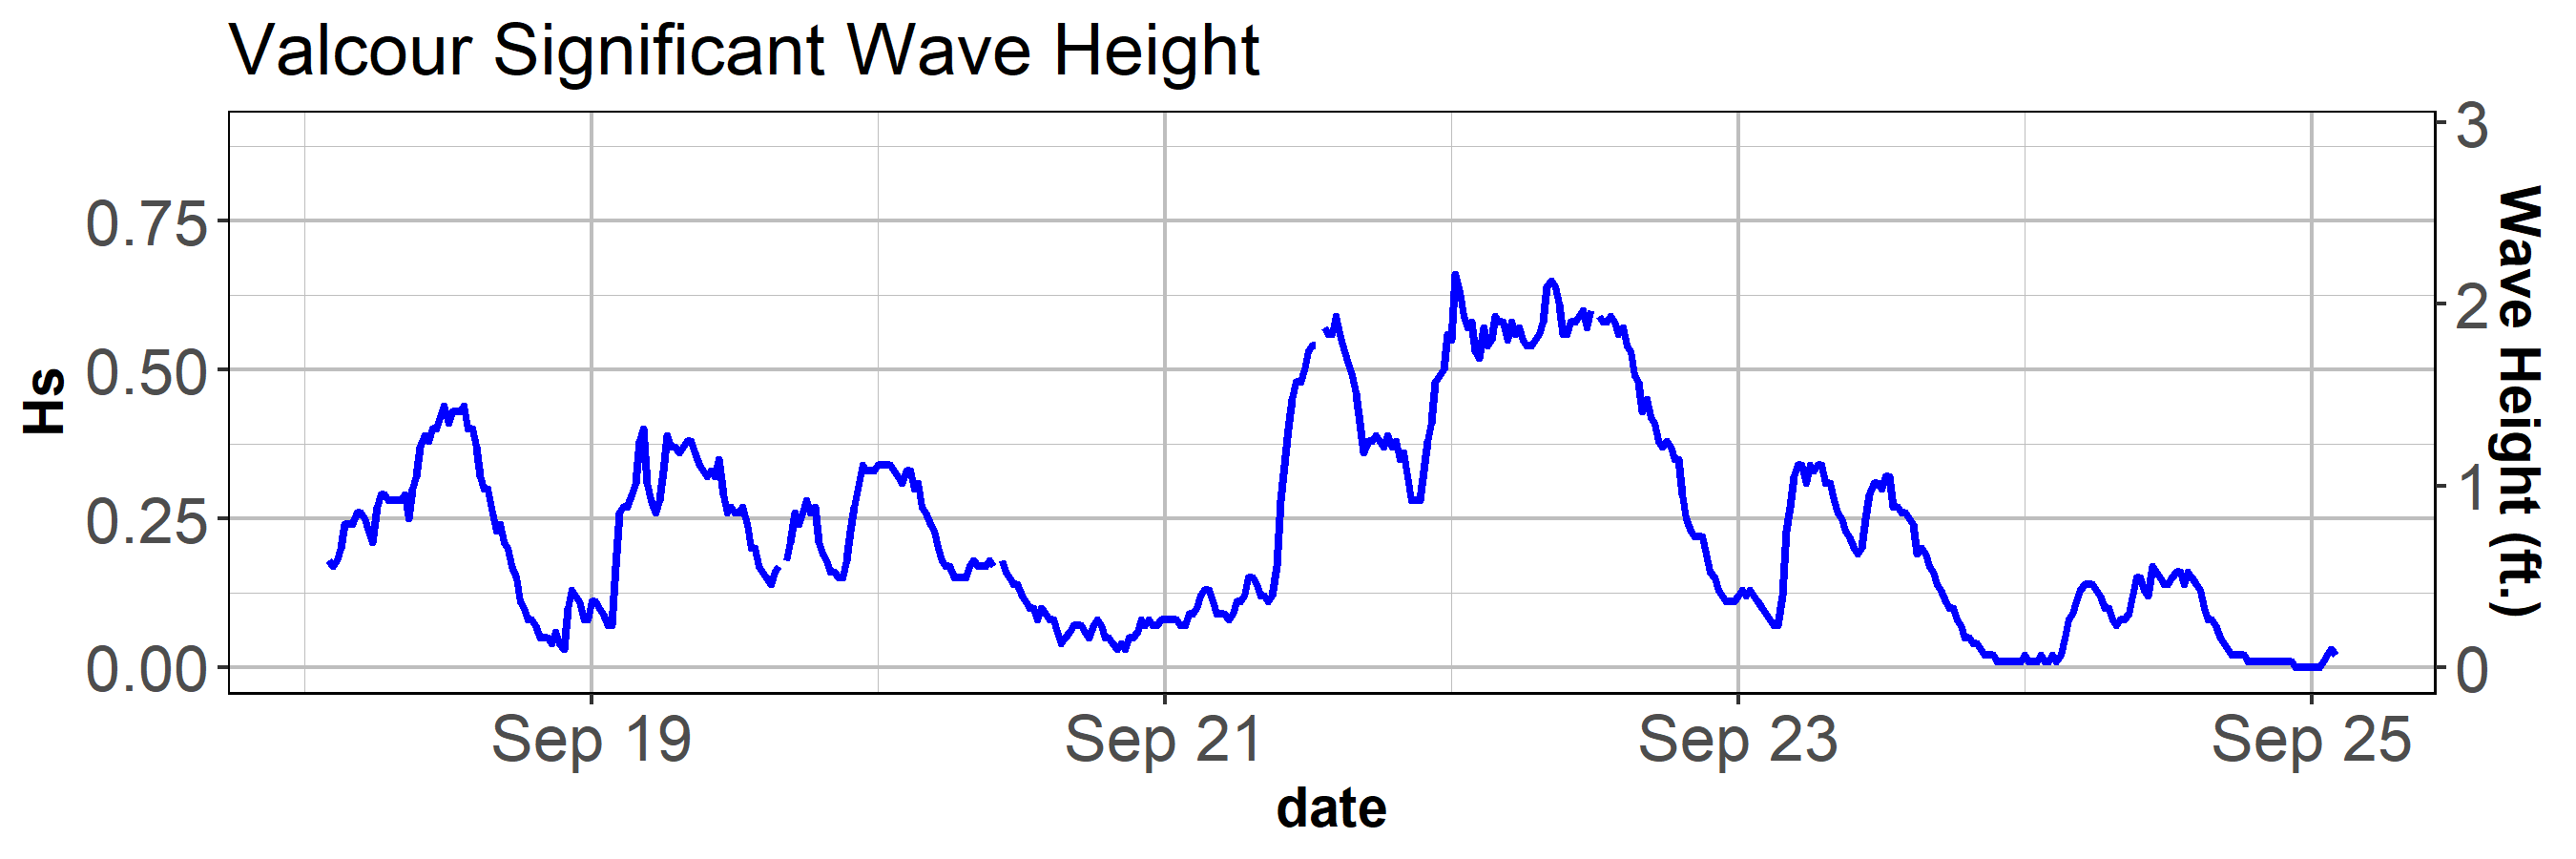 Valcour Significant Wave Height
Hs
0.75
0.50
0.25
0.00
3
2
1
0
Wave Height (ft.)
Sep 19
Sep 21
Sep 23
Sep 25
date